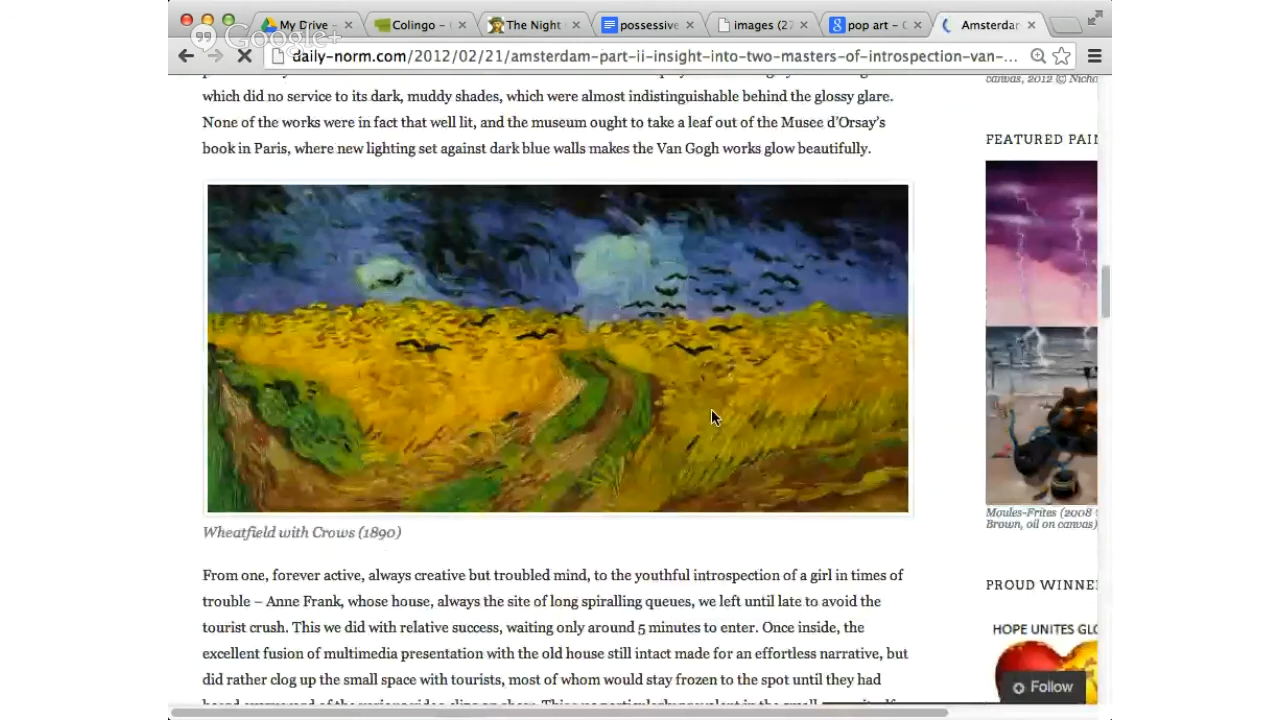 My Drive -
Colingo -
The Night
possessive
images (2
pop art -
Amsterda
Google+
daily-norm.com/2012/02/21/amsterdam-part-ii-insight-into-two-masters-of-introspection-van-...
canvas, 2012 ©
which did no service to its dark, muddy shades, which were almost indistinguishable behind the glossy glare.
None of the works were in fact that well lit, and the museum ought to take a leaf out of the Musee d'Orsay's
book in Paris, where new lighting set against dark blue walls makes the Van Gogh works glow beautifully.
FEATURED PAI
Wheatfield with Crows (1890)
Moules-Frites (2008
Brown, oil on canvas)
From one, forever active, always creative but troubled mind, to the youthful introspection of a girl in times of
trouble – Anne Frank, whose house, always the site of long spiralling queues, we left until late to avoid the
tourist crush. This we did with relative success, waiting only around 5 minutes to enter. Once inside, the
excellent fusion of multimedia presentation with the old house still intact made for an effortless narrative, but
did rather clog up the small space with tourists, most of whom would stay frozen to the spot until they had
PROUD WINNE
HOPE UNITES GL
Follow